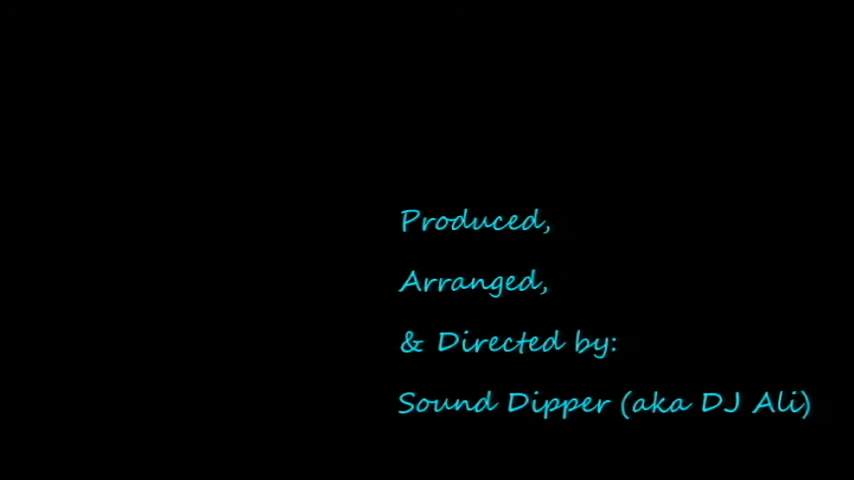 Produced,
Arranged,
& Directed by:
Sound Dipper (aka DJ Ali)